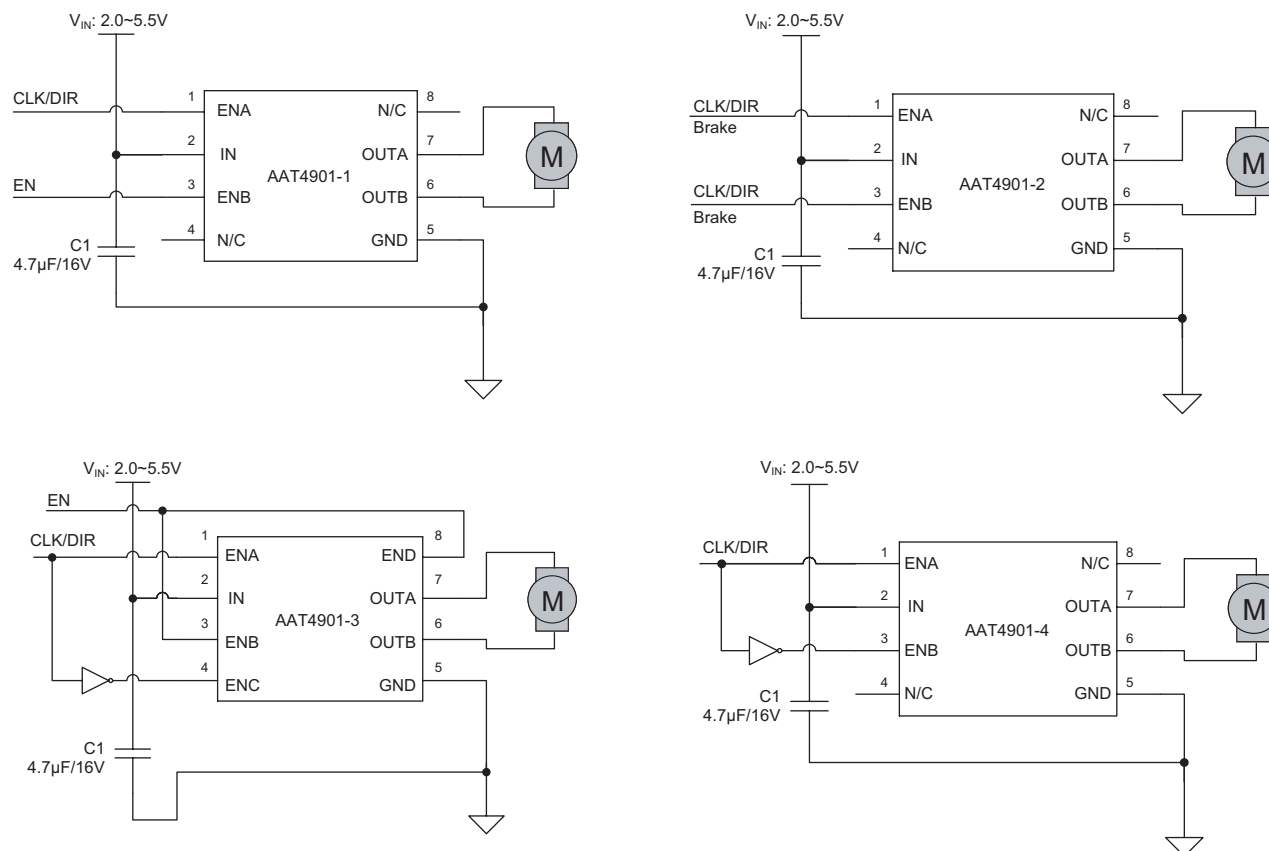 V_IN: 2.0~5.5V
CLK/DIR
1
ENA
N/C
8
2
IN
OUTA
7
M
AAT4901-1
EN
3
ENB
OUTB
6
4
N/C
GND
5
C1
4.7µF/16V
V_IN: 2.0~5.5V
CLK/DIR
Brake
1
ENA
N/C
8
2
IN
OUTA
7
M
AAT4901-2
CLK/DIR
Brake
3
ENB
OUTB
6
4
N/C
GND
5
C1
4.7µF/16V
V_IN: 2.0~5.5V
EN
CLK/DIR
1
ENA
END
8
2
IN
OUTA
7
M
AAT4901-3
3
ENB
OUTB
6
4
ENC
GND
5
C1
4.7µF/16V
V_IN: 2.0~5.5V
CLK/DIR
1
ENA
N/C
8
2
IN
OUTA
7
M
AAT4901-4
3
ENB
OUTB
6
4
N/C
GND
5
C1
4.7µF/16V